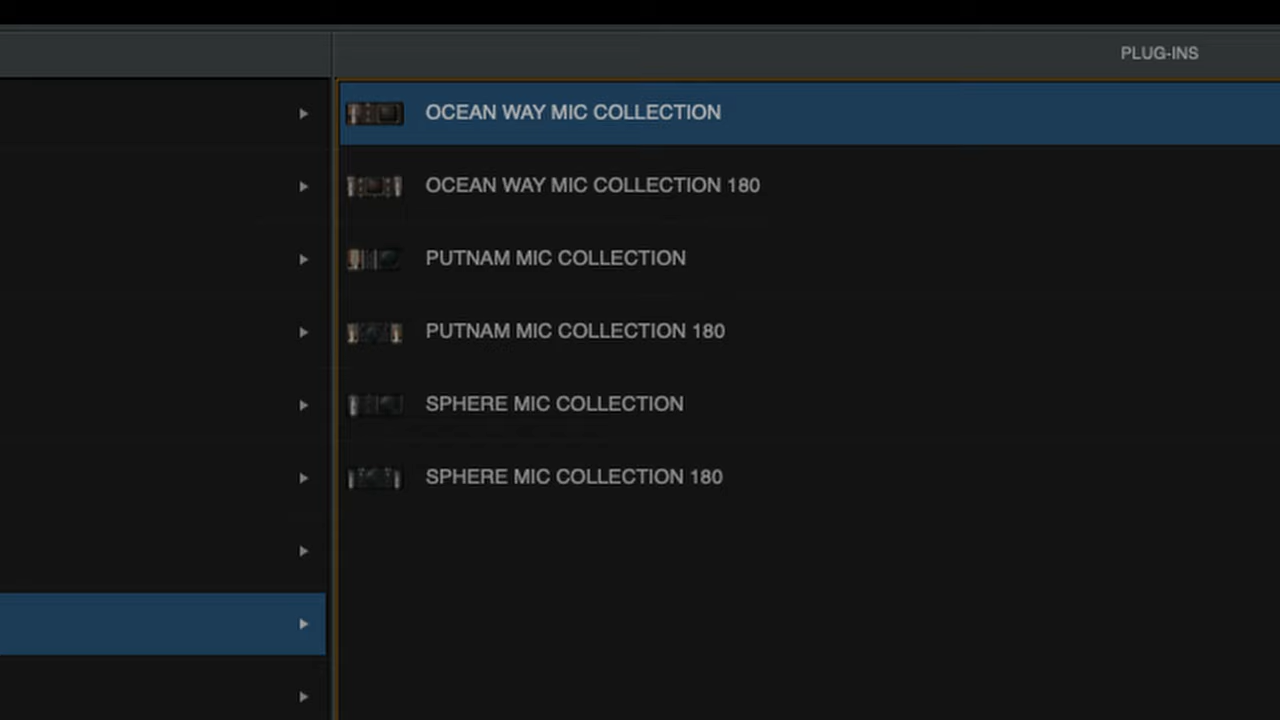 PLUG-INS
OCEAN WAY MIC COLLECTION
OCEAN WAY MIC COLLECTION 180
PUTNAM MIC COLLECTION
PUTNAM MIC COLLECTION 180
SPHERE MIC COLLECTION
SPHERE MIC COLLECTION 180